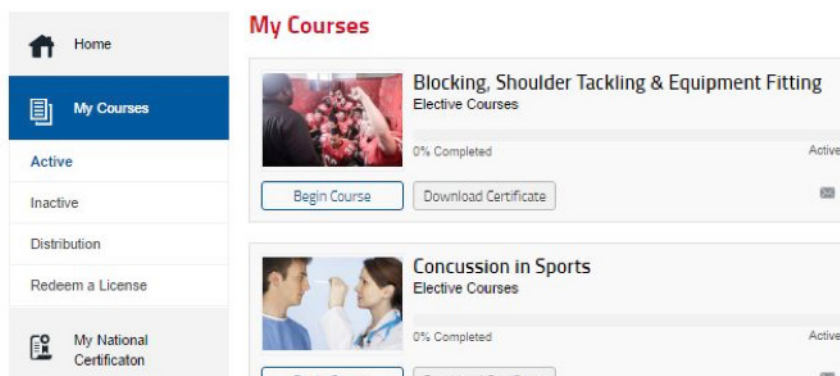 My Courses
Home
My Courses
Active
Inactive
Distribution
Redeem a License
My National
Certificaton
Blocking, Shoulder Tackling & Equipment Fitting
Elective Courses
0% Completed
Active
Begin Course
Download Certificate
Concussion in Sports
Elective Courses
0% Completed
Active